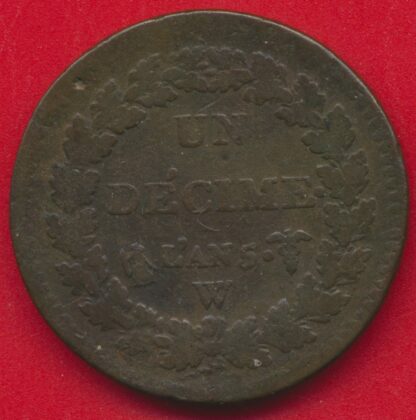 UN
DÉCIME.
L'AN 5.
W